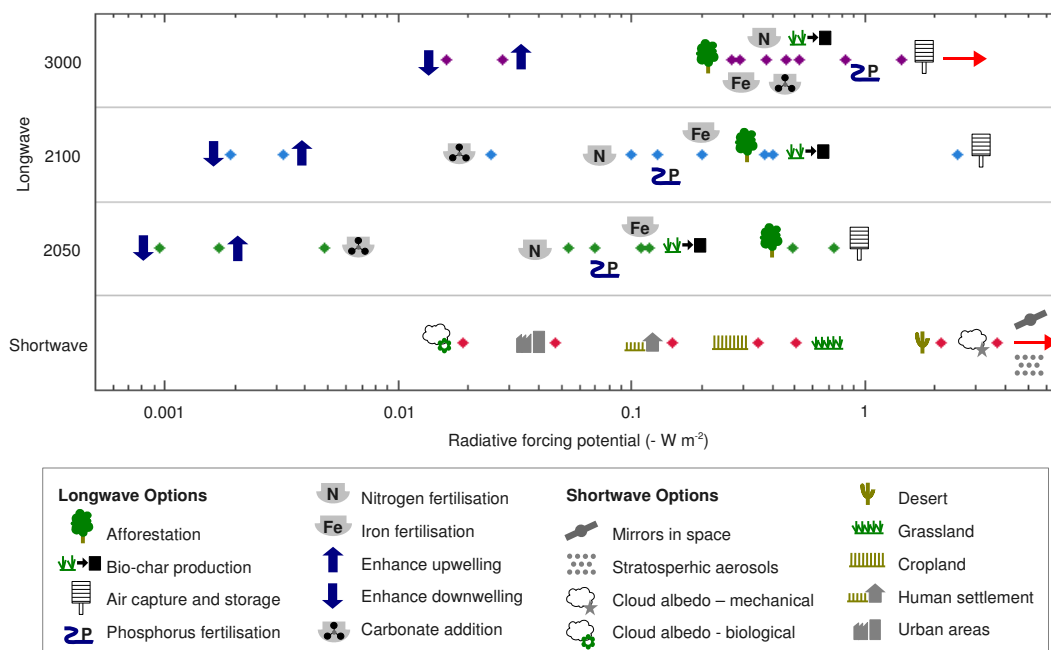 3000
N
Fe
P
Longwave
2100
N
Fe
P
2050
N
Fe
P
Shortwave
0.001
0.01
0.1
1
Radiative forcing potential (- W m-2)
Longwave Options
Afforestation
Bio-char production
Air capture and storage
P Phosphorus fertilisation
N Nitrogen fertilisation
Fe Iron fertilisation
Enhance upwelling
Enhance downwelling
Carbonate addition
Shortwave Options
Mirrors in space
Stratosperhic aerosols
Cloud albedo – mechanical
Cloud albedo - biological
Desert
Grassland
Cropland
Human settlement
Urban areas